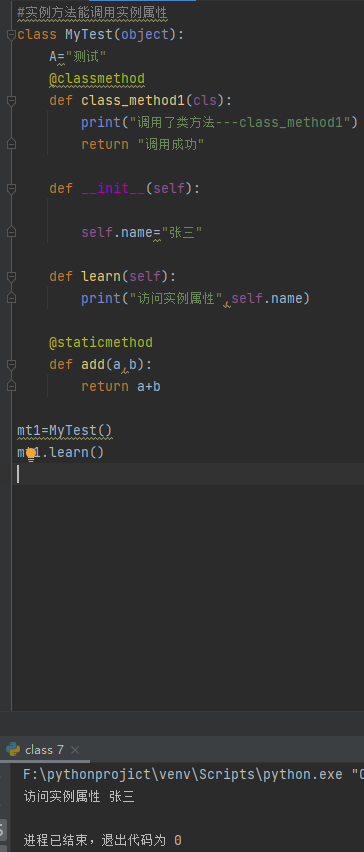 #实例方法能调用实例属性
class MyTest(object):
    A="测试"
    @classmethod
    def class_method1(cls):
        print("调用了类方法---class_method1")
        return "调用成功"
    def __init__(self):
        self.name="张三"
    def learn(self):
        print("访问实例属性",self.name)
    @staticmethod
    def add(a,b):
        return a+b
mt1=MyTest()
mt1.learn()
class 7
F:\pythonprojict\venv\Scripts\python.exe "
访问实例属性 张三
进程已结束，退出代码为 0